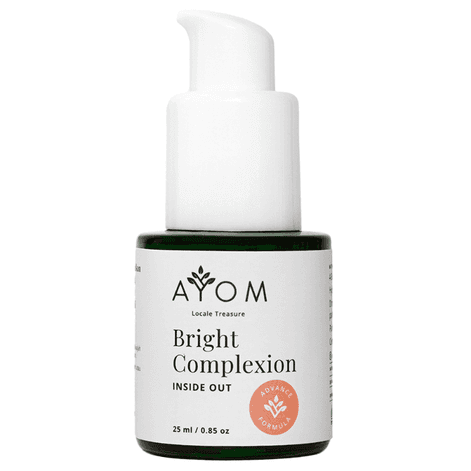 AYOM
Locale Treasure
Bright
Complexion
INSIDE OUT
ADVANCE
FORMULA
25 ml / 0.85 oz